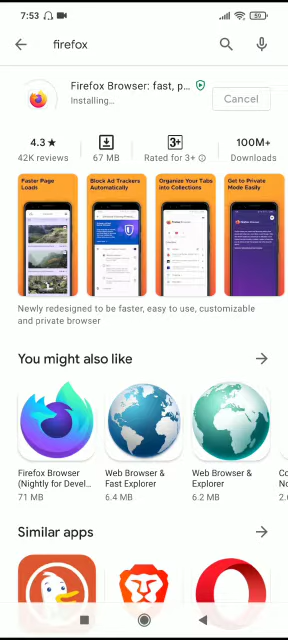 7:53
59
firefox
Firefox Browser: fast, p...
Installing...
Cancel
4.3★
3+
100M+
42K reviews
67 MB
Rated for 3+
Downloads
Faster Page Loads
Block Ad Trackers Automatically
Organize Your Tabs into Collections
Get to Private Mode Easily
Newly redesigned to be faster, easy to use, customizable
and private browser
You might also like
Firefox Browser
(Nightly for Devel...
71 MB
Web Browser &
Fast Explorer
6.4 MB
Web Browser &
Explorer
6.2 MB
Similar apps